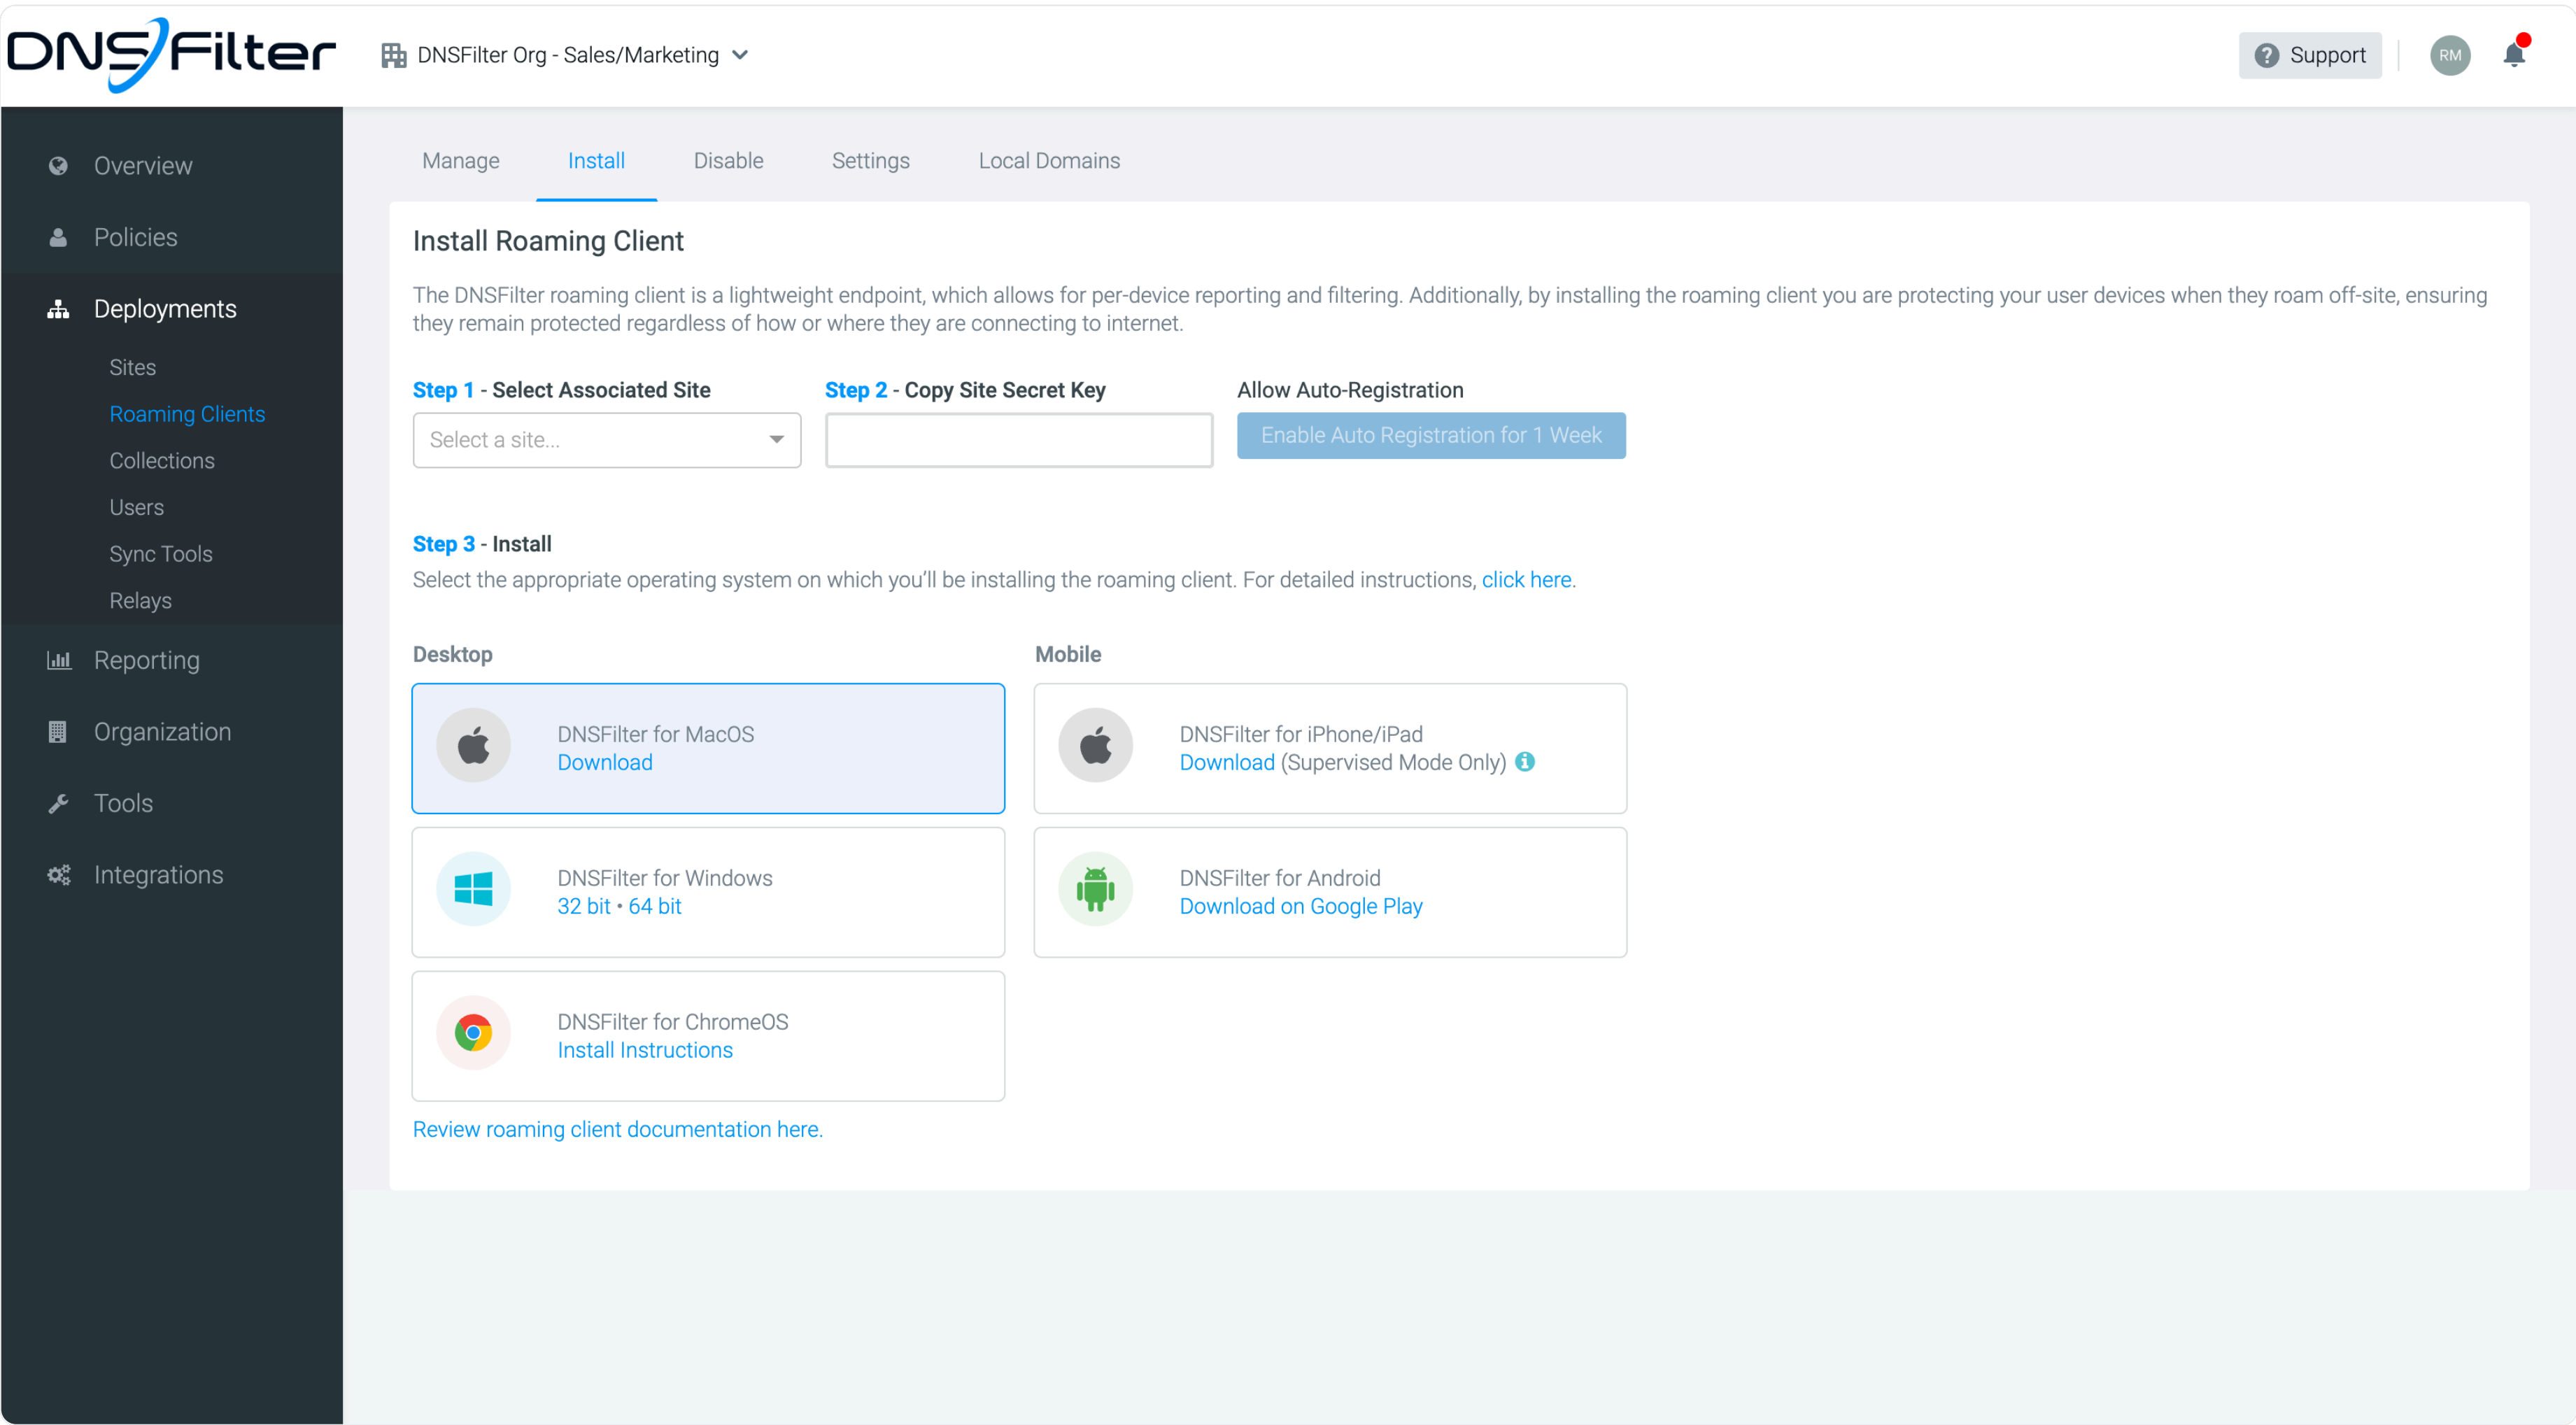 DNSFilter
DNSFilter Org - Sales/Marketing
Support
RM
Overview
Policies
Deployments
Sites
Roaming Clients
Collections
Users
Sync Tools
Relays
Reporting
Organization
Tools
Integrations
Manage
Install
Disable
Settings
Local Domains
Install Roaming Client
The DNSFilter roaming client is a lightweight endpoint, which allows for per-device reporting and filtering. Additionally, by installing the roaming client you are protecting your user devices when they roam off-site, ensuring
they remain protected regardless of how or where they are connecting to internet.
Step 1 - Select Associated Site
Select a site...
Step 2 - Copy Site Secret Key
Allow Auto-Registration
Enable Auto Registration for 1 Week
Step 3 - Install
Select the appropriate operating system on which you'll be installing the roaming client. For detailed instructions, click here.
Desktop
DNSFilter for MacOS
Download
DNSFilter for Windows
32 bit • 64 bit
DNSFilter for ChromeOS
Install Instructions
Mobile
DNSFilter for iPhone/iPad
Download (Supervised Mode Only)
DNSFilter for Android
Download on Google Play
Review roaming client documentation here.